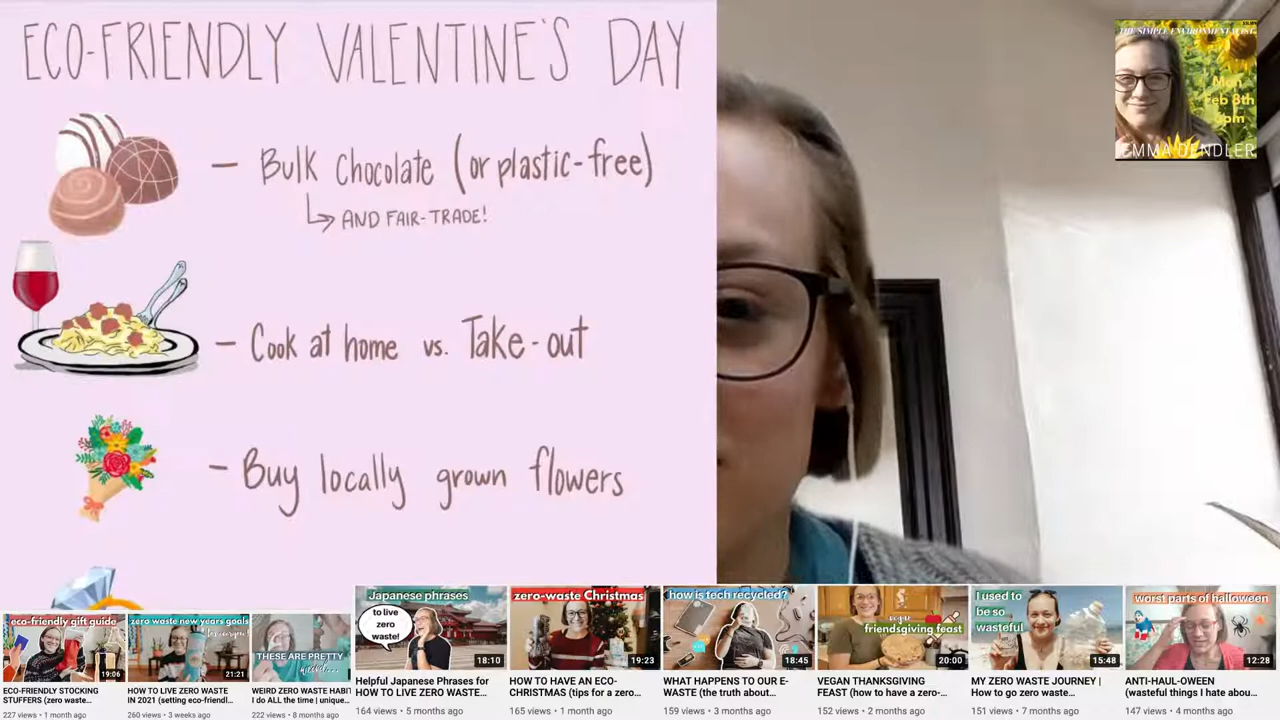 ECO-FRIENDLY VALENTINE'S DAY
— Bulk Chocolate (or plastic-free)
AND FAIR-TRADE!
— Cook at home vs. Take-out
- Buy locally grown flowers
THE SIMPLE ENVIRONMENTALIST
Mon
Feb 8th
6pm
EMMA DENDLER
eco-friendly gift guide
19:06
ECO-FRIENDLY STOCKING
STUFFERS (zero waste...
227 views • 1 month ago
zero waste new years goals
for everyone!
21:21
HOW TO LIVE ZERO WASTE
IN 2021 (setting eco-friendl...
260 views • 3 weeks ago
THESE ARE PRETTY
WEIRD ZERO WASTE HABIT
I do ALL the time | unique...
222 views • 8 months ago
Japanese phrases
to live
zero
waste!
18:10
Helpful Japanese Phrases for
HOW TO LIVE ZERO WASTE...
164 views • 5 months ago
zero-waste Christmas
19:23
HOW TO HAVE AN ECO-
CHRISTMAS (tips for a zero...
165 views • 1 month ago
how is tech recycled?
18:45
WHAT HAPPENS TO OUR E-
WASTE (the truth about...
159 views • 3 months ago
vegan
friendsgiving feast
20:00
VEGAN THANKSGIVING
FEAST (how to have a zero-...
152 views • 2 months ago
I used to
be so
wasteful
15:48
MY ZERO WASTE JOURNEY |
How to go zero waste...
151 views • 7 months ago
worst parts of halloween
12:28
ANTI-HAUL-OWEEN
(wasteful things I hate abou...
147 views • 4 months ago